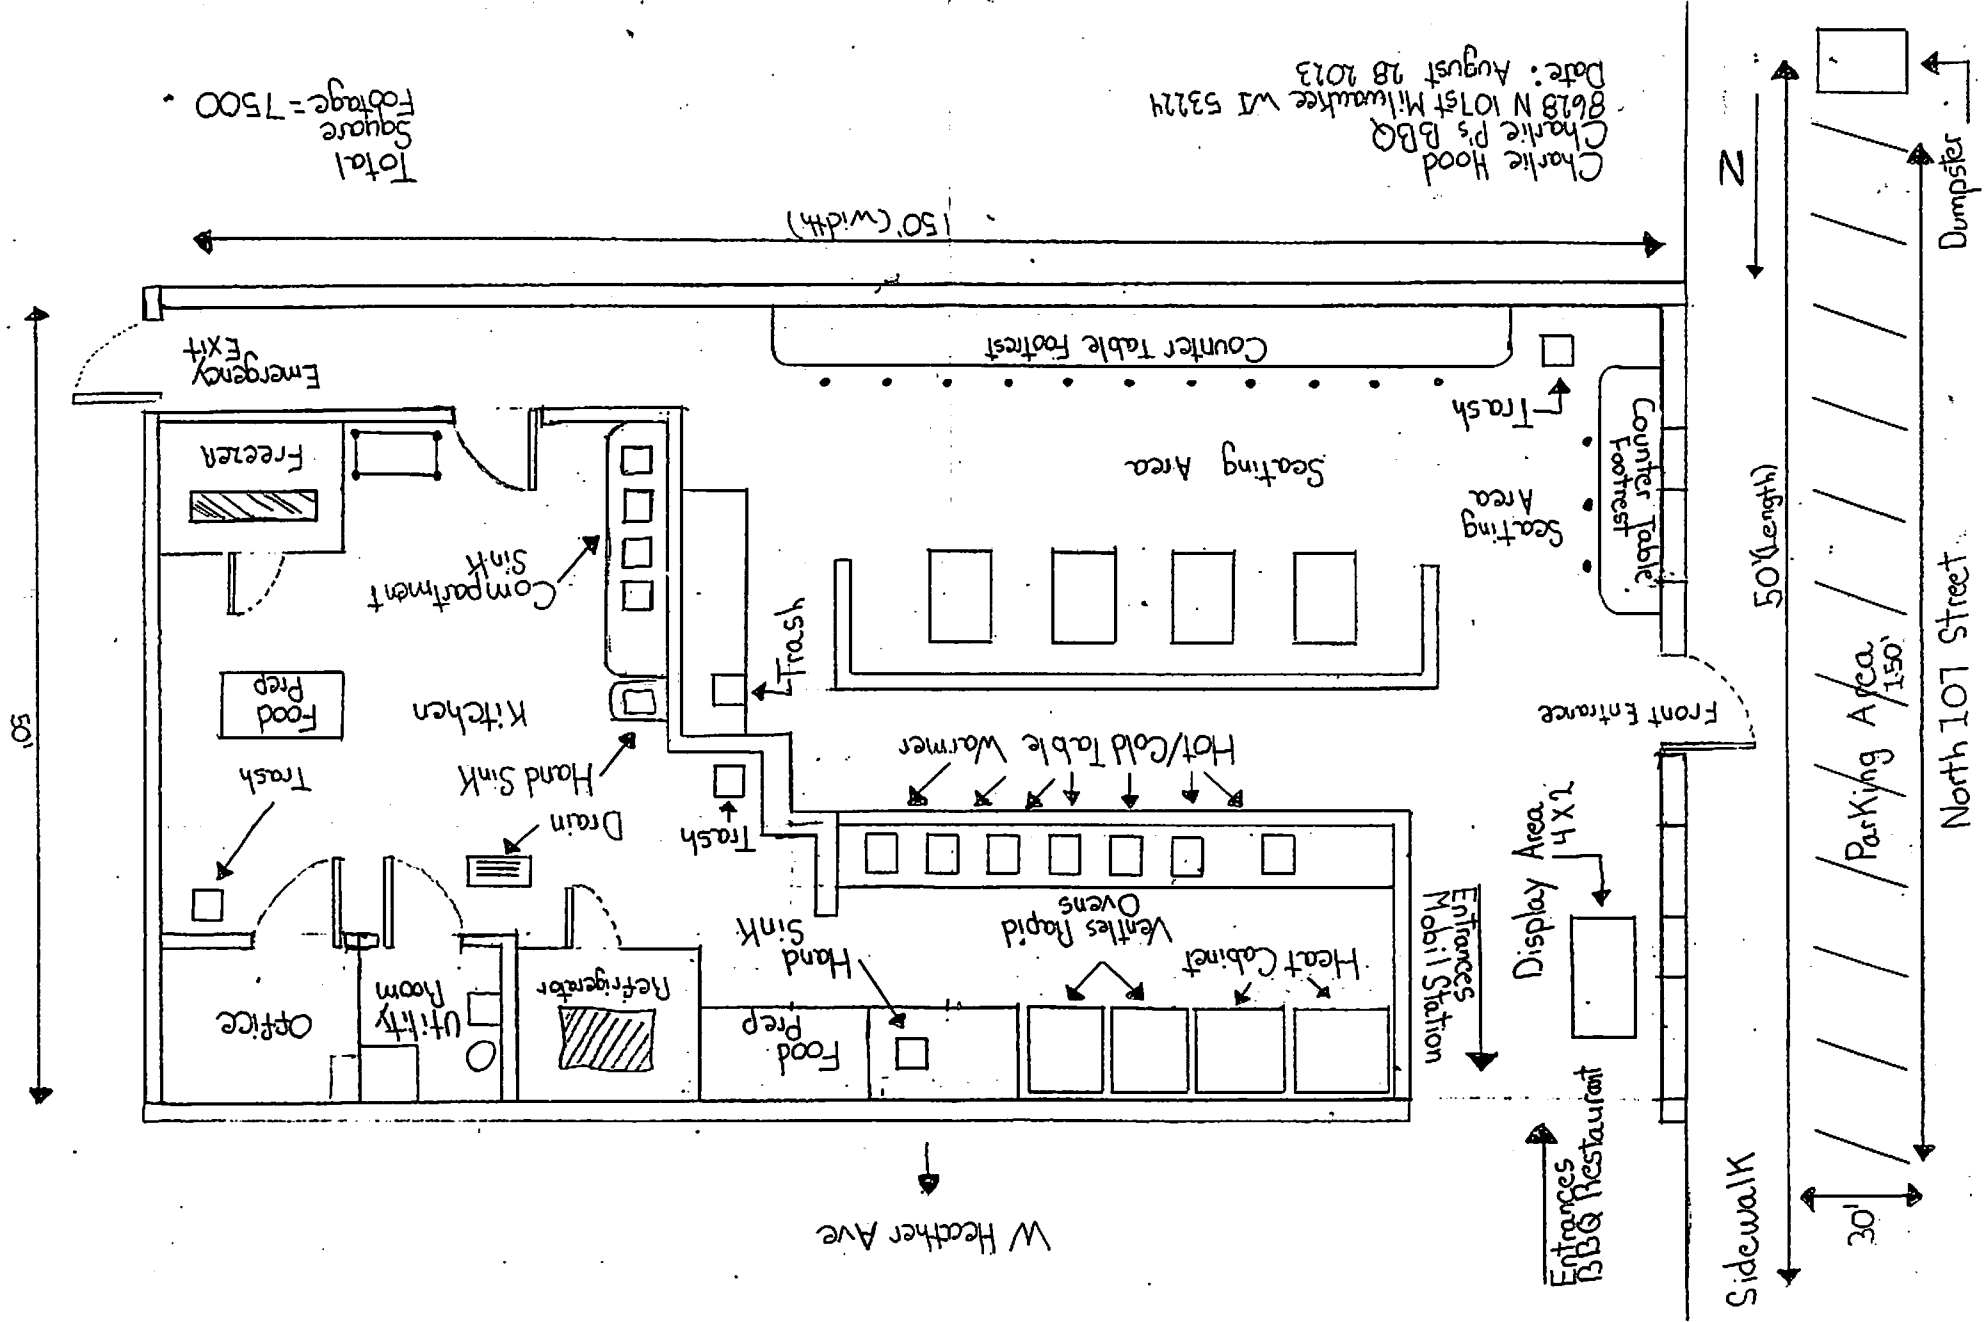 Charlie Hood
Charlie P's BBQ
8628 N 107st Milwaukee WI 53224
Date: August 28 2023
Total
Square
Footage = 7500
150' (width)
50'
50' (Length)
N
Dumpster
North 107 Street
Parking Area
150'
30'
Sidewalk
W Heather Ave
Entrances
BBQ Restaurant
Entrances
Mobil Station
Display Area
4 X 2
Front Entrance
Counter Table
Footrest
Seating
Area
Trash
Counter Table Footrest
Seating Area
Emergency
Exit
Freezer
Compartment
Sink
Trash
Food
Prep
Kitchen
Hand Sink
Trash
Drain
Trash
Hot/Cold Table Warmer
Ventles Rapid
Ovens
Heat Cabinet
Hand
Sink
Food
Prep
Refrigerator
Utility
Room
Office